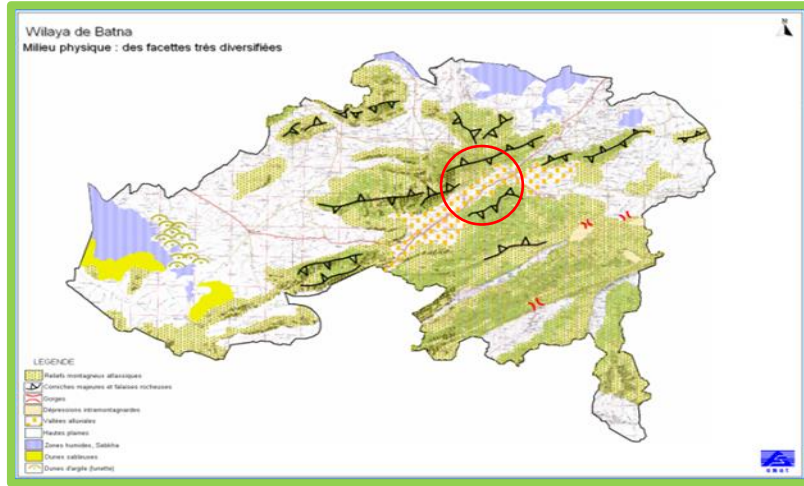 Wilaya de Batna
Milieu physique : des facettes très diversifiées
N
LEGENDE
Reliefs montagneux atlassiques
Corniches majeures et falaises rocheuses
Gorges
Dépressions intramontagnardes
Vallées alluviales
Hautes plaines
Zones humides, Sebkha
Dunes sableuses
Dunes d'argile (lunette)